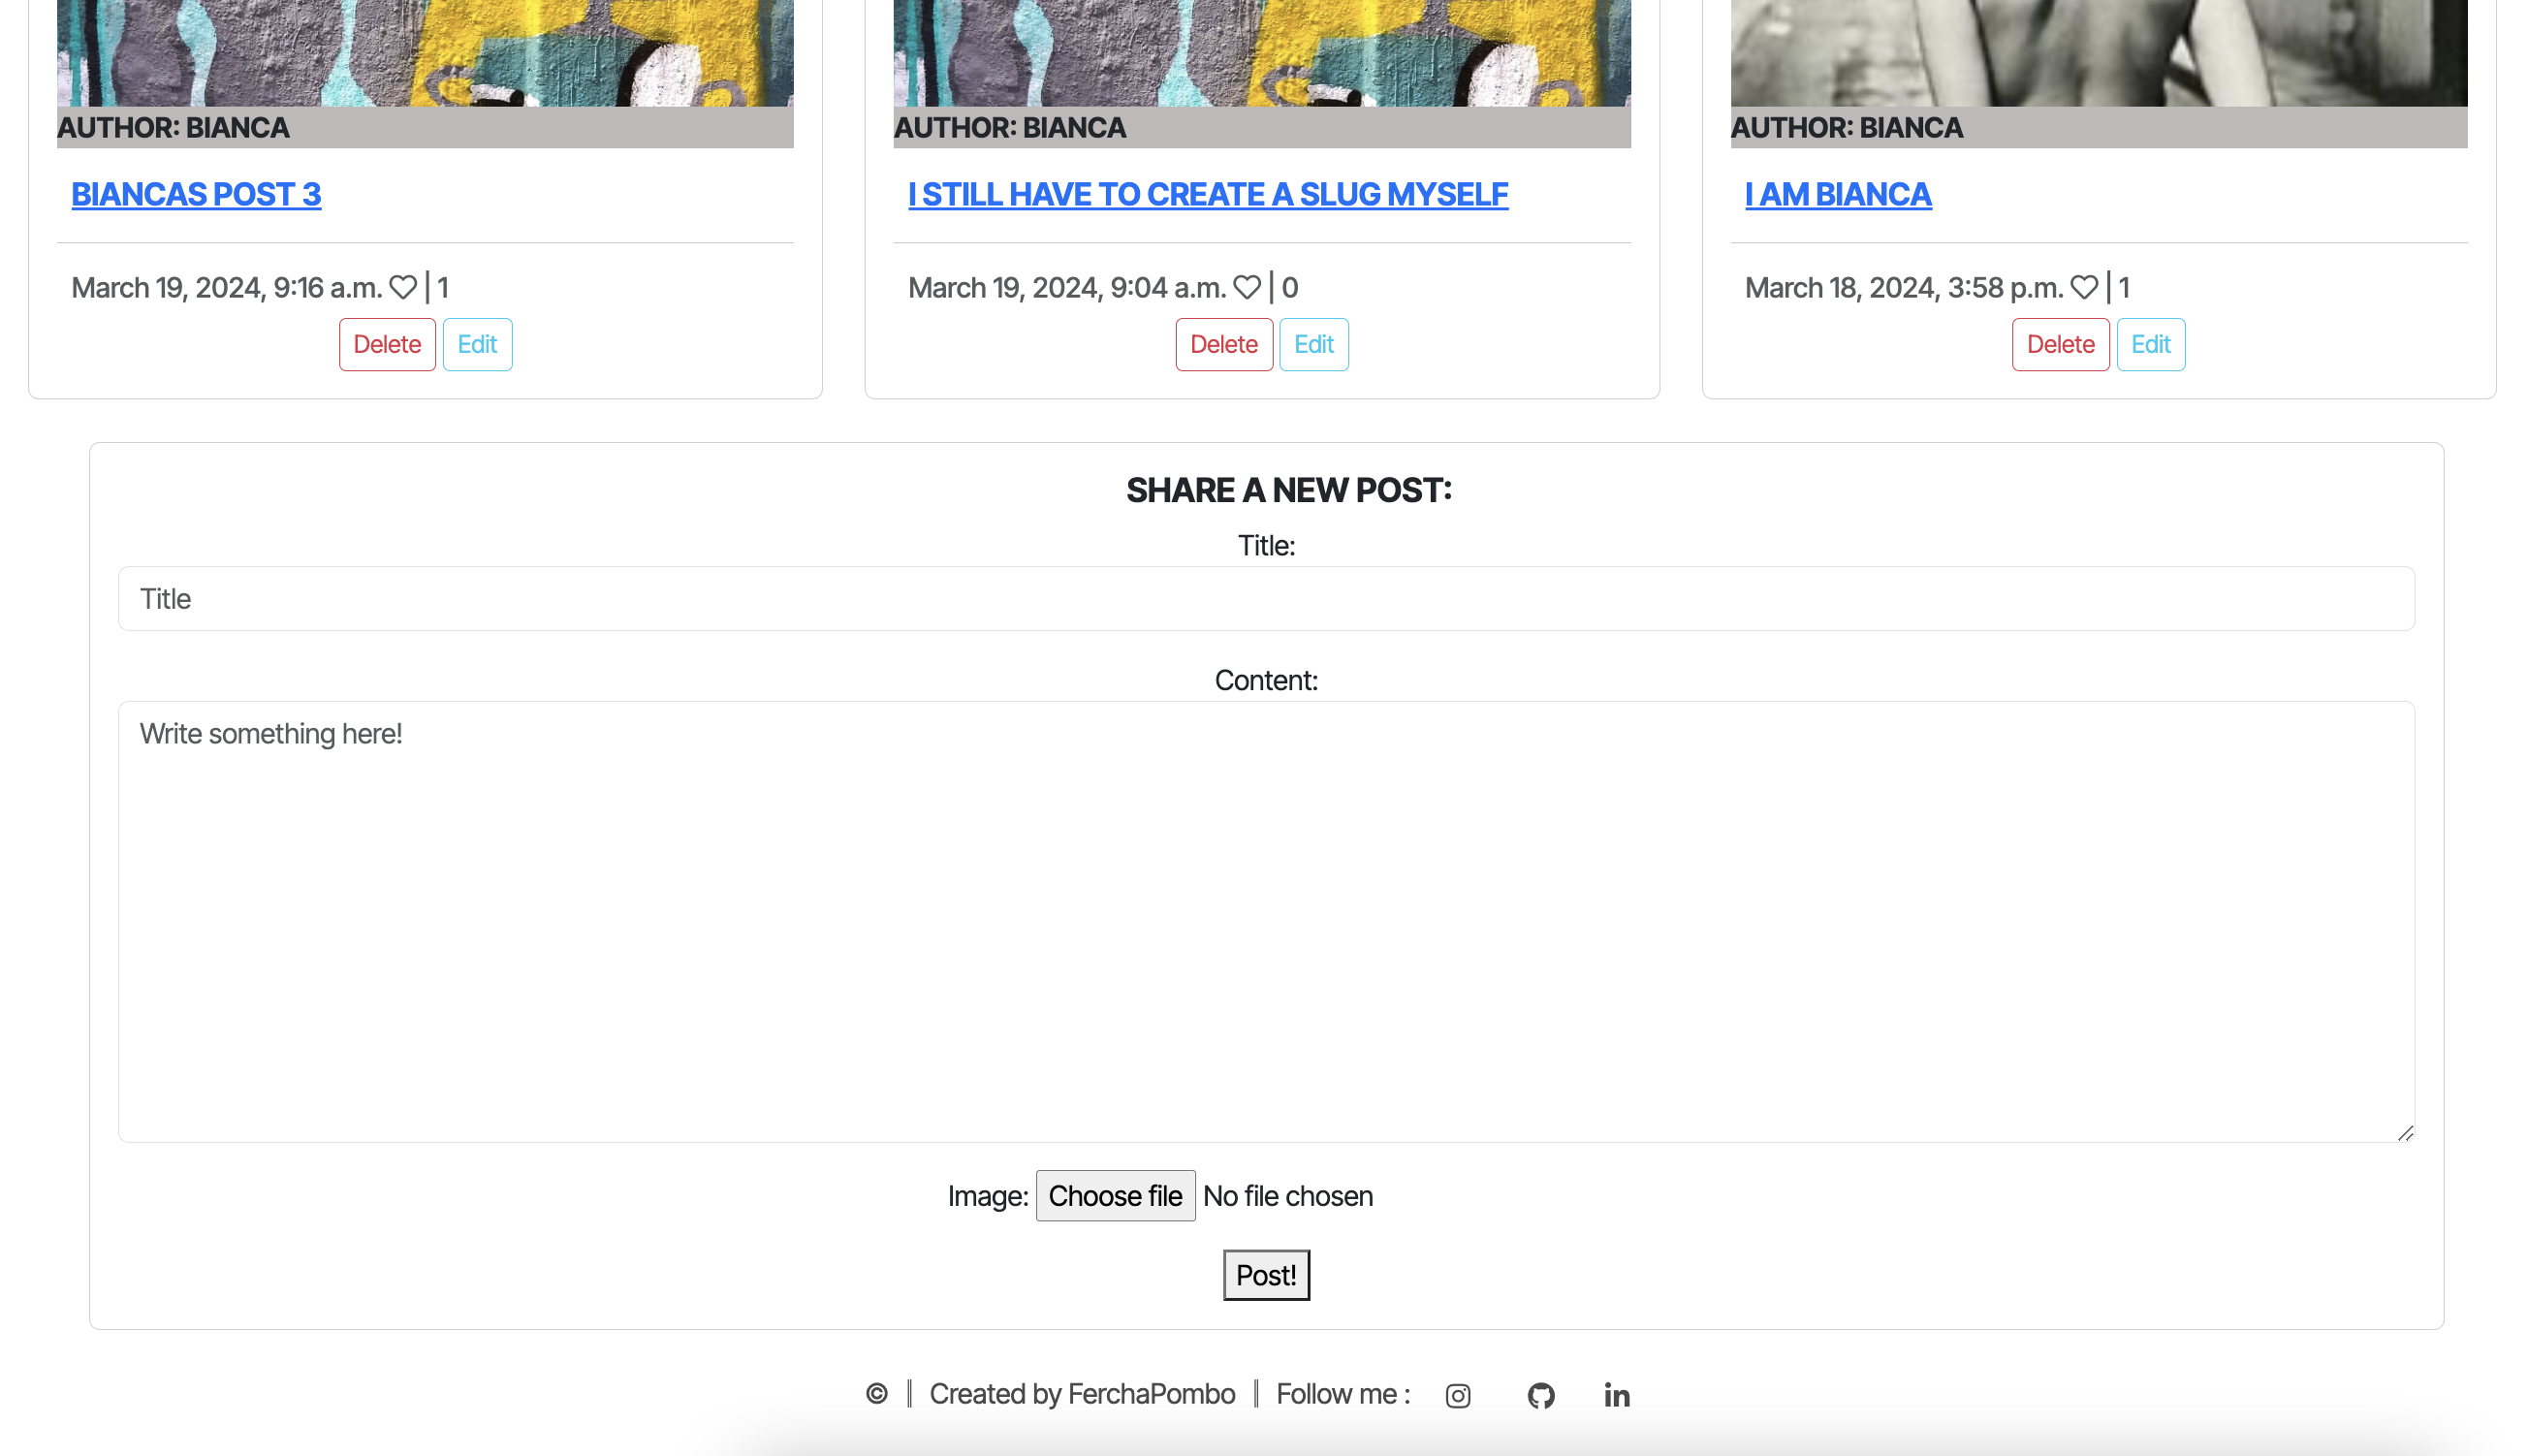 AUTHOR: BIANCA
BIANCAS POST 3
March 19, 2024, 9:16 a.m. ♡ | 1
Delete Edit
AUTHOR: BIANCA
I STILL HAVE TO CREATE A SLUG MYSELF
March 19, 2024, 9:04 a.m. ♡ | 0
Delete Edit
AUTHOR: BIANCA
I AM BIANCA
March 18, 2024, 3:58 p.m. ♡ | 1
Delete Edit
SHARE A NEW POST:
Title:
Title
Content:
Write something here!
Image: Choose file No file chosen
Post!
© || Created by FerchaPombo || Follow me :